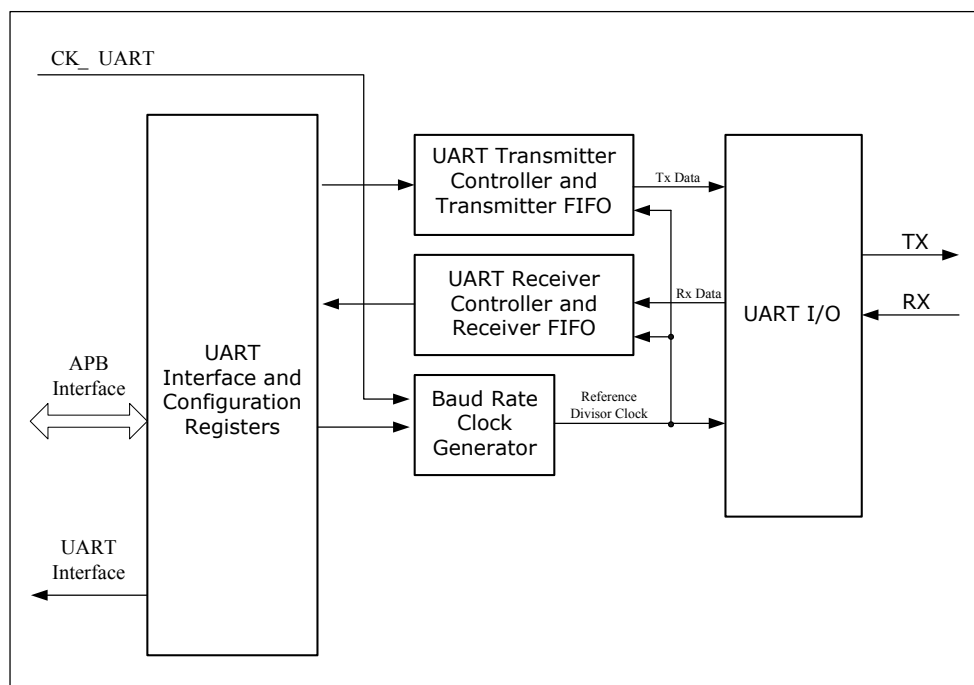 CK_ UART
UART Transmitter
Controller and
Transmitter FIFO
Tx Data
UART Receiver
Controller and
Receiver FIFO
Rx Data
UART I/O
TX
RX
APB
Interface
UART
Interface and
Configuration
Registers
Baud Rate
Clock
Generator
Reference
Divisor Clock
UART
Interface